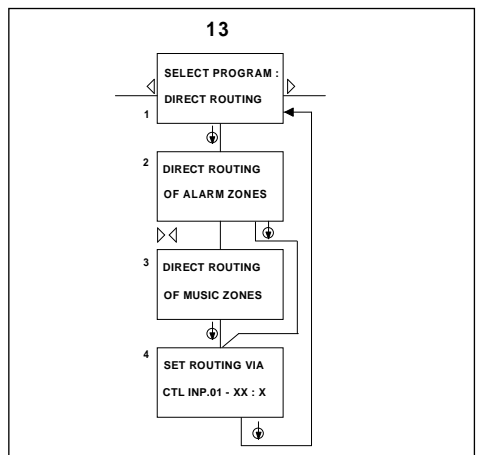 13
SELECT PROGRAM :
DIRECT ROUTING
1
2
DIRECT ROUTING
OF ALARM ZONES
3
DIRECT ROUTING
OF MUSIC ZONES
4
SET ROUTING VIA
CTL INP.01 - XX : X